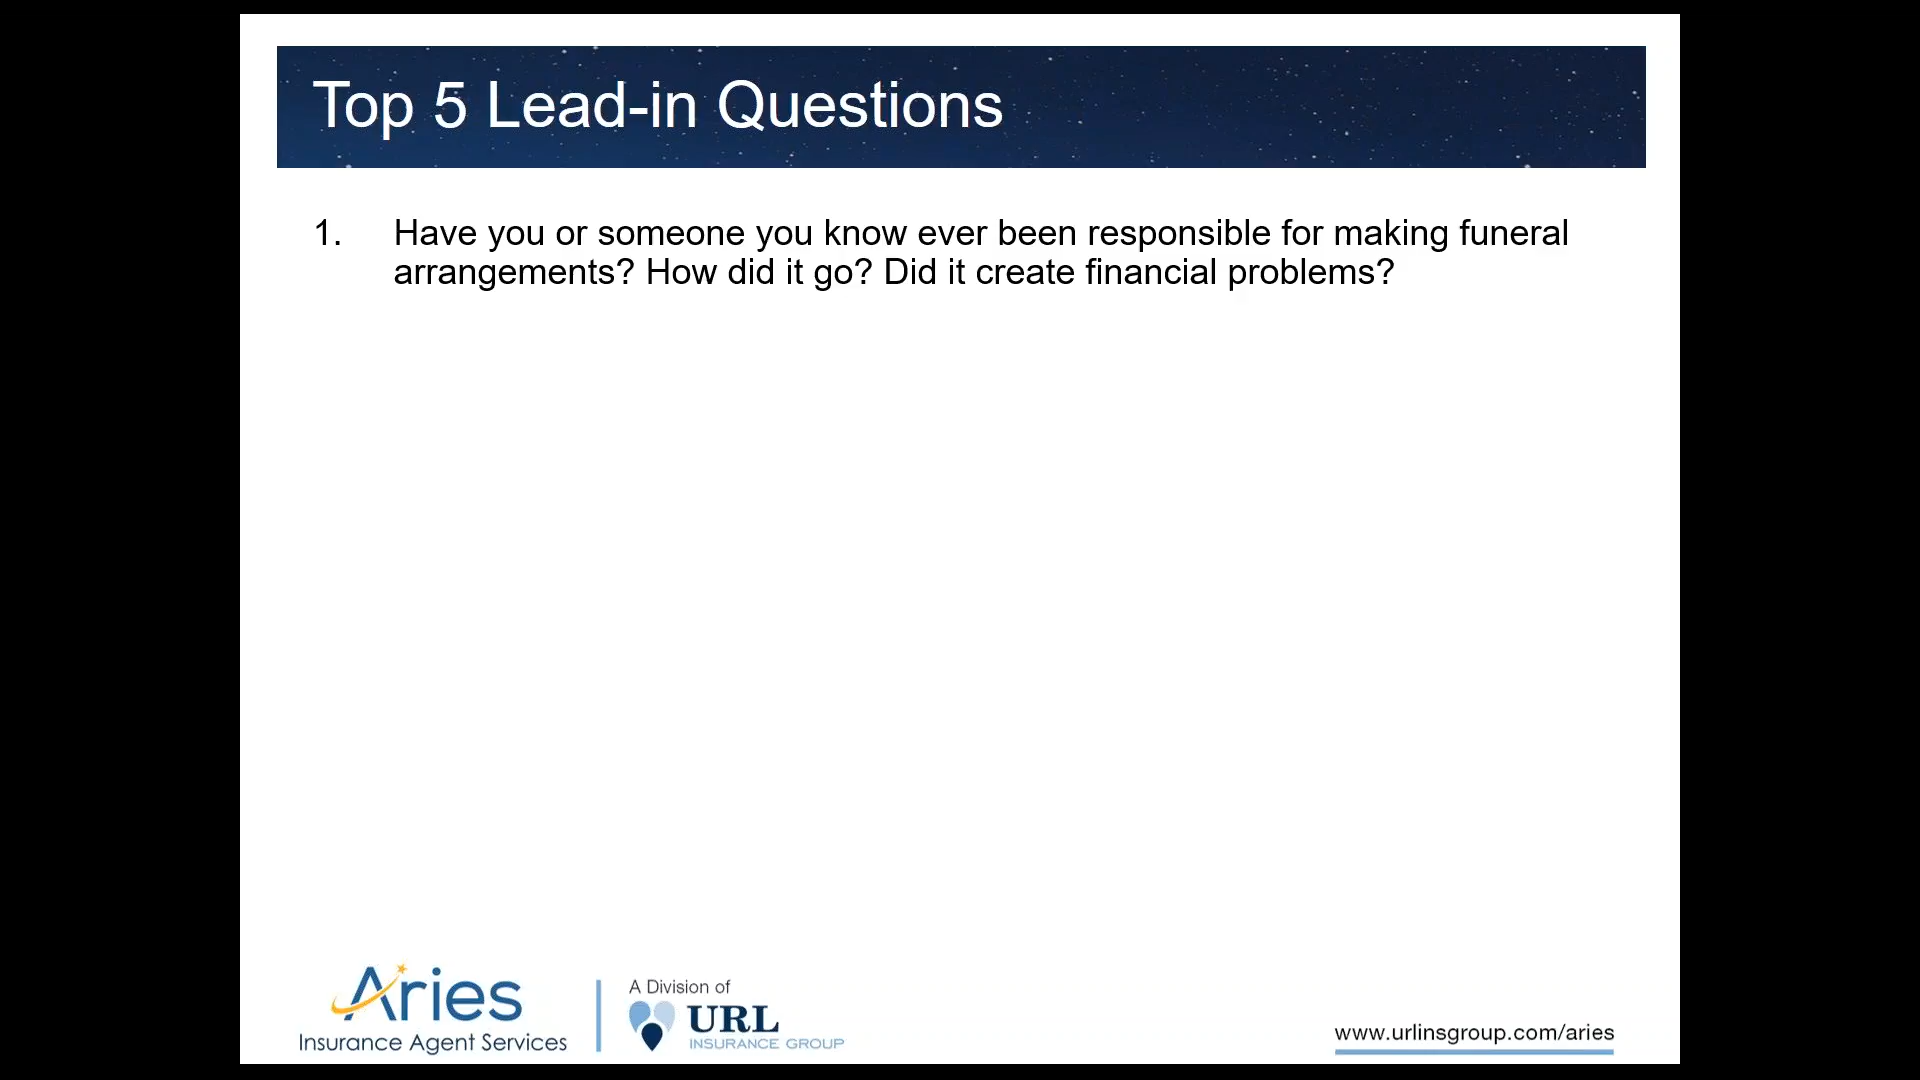 Top 5 Lead-in Questions
1. Have you or someone you know ever been responsible for making funeral
arrangements? How did it go? Did it create financial problems?
Aries
Insurance Agent Services
A Division of
URL
INSURANCE GROUP
www.urlinsgroup.com/aries